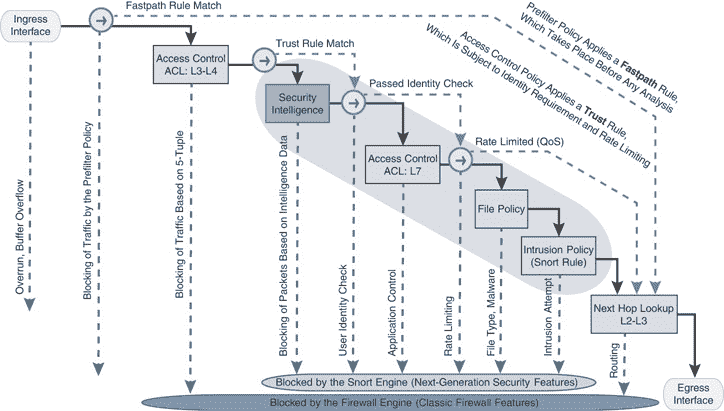 Ingress
Interface
Fastpath Rule Match
Prefilter Policy Applies a Fastpath Rule,
Which Takes Place Before Any Analysis
Access Control Policy Applies a Trust Rule,
Which Is Subject to Identity Requirement and Rate Limiting
Access Control
ACL: L3-L4
Trust Rule Match
Security
Intelligence
Passed Identity Check
Access Control
ACL: L7
Rate Limited (QoS)
File Policy
Intrusion Policy
(Snort Rule)
Next Hop Lookup
L2-L3
Egress
Interface
Overrun, Buffer Overflow
Blocking of Traffic by the Prefilter Policy
Blocking of Traffic Based on 5-Tuple
Blocking of Packets Based on Intelligence Data
User Identity Check
Application Control
Rate Limiting
File Type, Malware
Intrusion Attempt
Routing
Blocked by the Snort Engine (Next-Generation Security Features)
Blocked by the Firewall Engine (Classic Firewall Features)